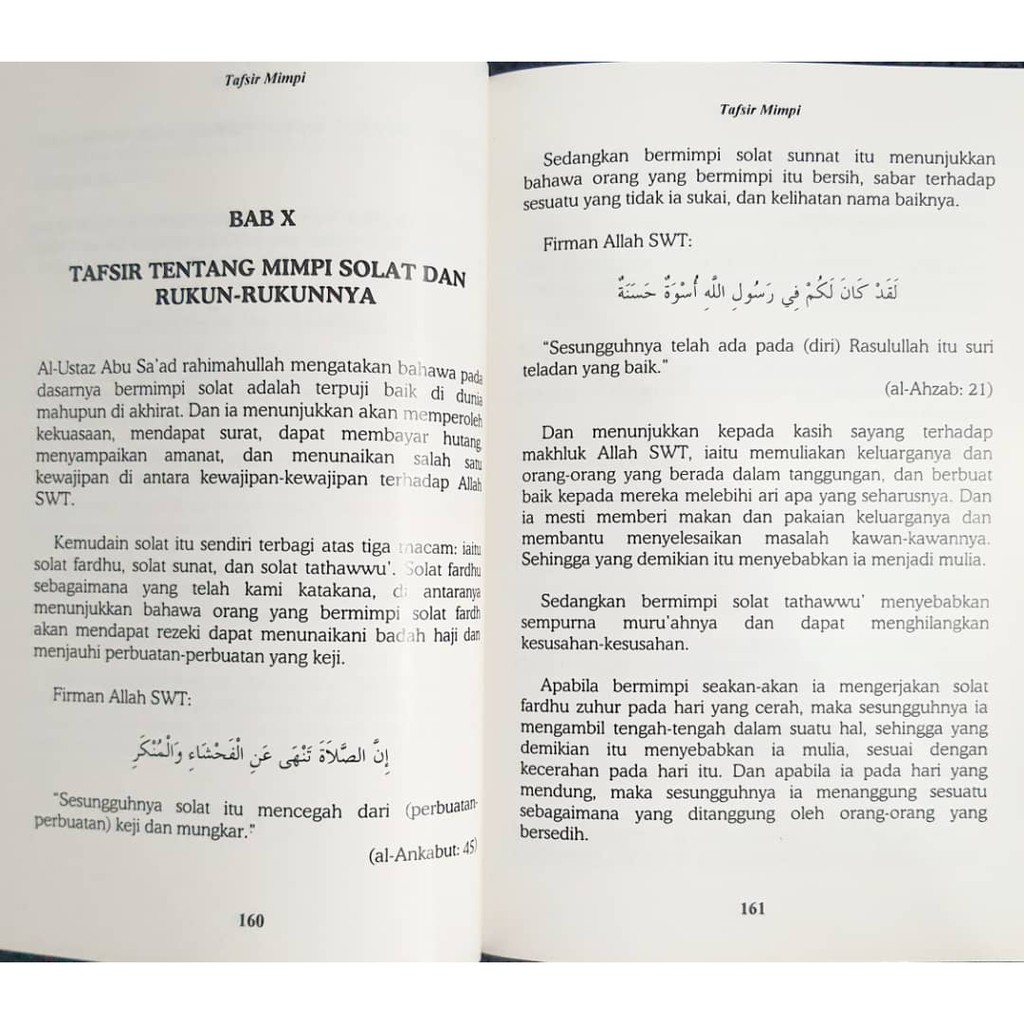 Tafsir Mimpi
BAB X
TAFSIR TENTANG MIMPI SOLAT DAN
RUKUN-RUKUNNYA
Al-Ustaz Abu Sa'ad rahimahullah mengatakan bahawa pada
dasarnya bermimpi solat adalah terpuji baik di dunia
mahupun di akhirat. Dan ia menunjukkan akan memperoleh
kekuasaan, mendapat surat, dapat membayar hutang,
menyampaikan amanat, dan menunaikan salah satu
kewajipan di antara kewajipan-kewajipan terhadap Allah
SWT.
Kemudain solat itu sendiri terbagi atas tiga macam: iaitu
solat fardhu, solat sunat, dan solat tathawwu'. Solat fardhu
sebagaimana yang telah kami katakana, di antaranya
menunjukkan bahawa orang yang bermimpi solat fardh
akan mendapat rezeki dapat menunaikani badah haji dan
menjauhi perbuatan-perbuatan yang keji.
Firman Allah SWT:
إِنَّ الصَّلاَةَ تَنْهَى عَنِ الْفَحْشَاءِ وَالْمُنْكَرِ
"Sesungguhnya solat itu mencegah dari (perbuatan-
perbuatan) keji dan mungkar."
(al-Ankabut: 45)
160
Tafsir Mimpi
Sedangkan bermimpi solat sunnat itu menunjukkan
bahawa orang yang bermimpi itu bersih, sabar terhadap
sesuatu yang tidak ia sukai, dan kelihatan nama baiknya.
Firman Allah SWT:
لَقَدْ كَانَ لَكُمْ فِي رَسُولِ اللَّهِ أُسْوَةٌ حَسَنَةٌ
"Sesungguhnya telah ada pada (diri) Rasulullah itu suri
teladan yang baik."
(al-Ahzab: 21)
Dan menunjukkan kepada kasih sayang terhadap
makhluk Allah SWT, iaitu memuliakan keluarganya dan
orang-orang yang berada dalam tanggungan, dan berbuat
baik kepada mereka melebihi ari apa yang seharusnya. Dan
ia mesti memberi makan dan pakaian keluarganya dan
membantu menyelesaikan masalah kawan-kawannya.
Sehingga yang demikian itu menyebabkan ia menjadi mulia.
Sedangkan bermimpi solat tathawwu' menyebabkan
sempurna muru'ahnya dan dapat menghilangkan
kesusahan-kesusahan.
Apabila bermimpi seakan-akan ia mengerjakan solat
fardhu zuhur pada hari yang cerah, maka sesungguhnya ia
mengambil tengah-tengah dalam suatu hal, sehingga yang
demikian itu menyebabkan ia mulia, sesuai dengan
kecerahan pada hari itu. Dan apabila ia pada hari yang
mendung, maka sesungguhnya ia menanggung sesuatu
sebagaimana yang ditanggung oleh orang-orang yang
bersedih.
161